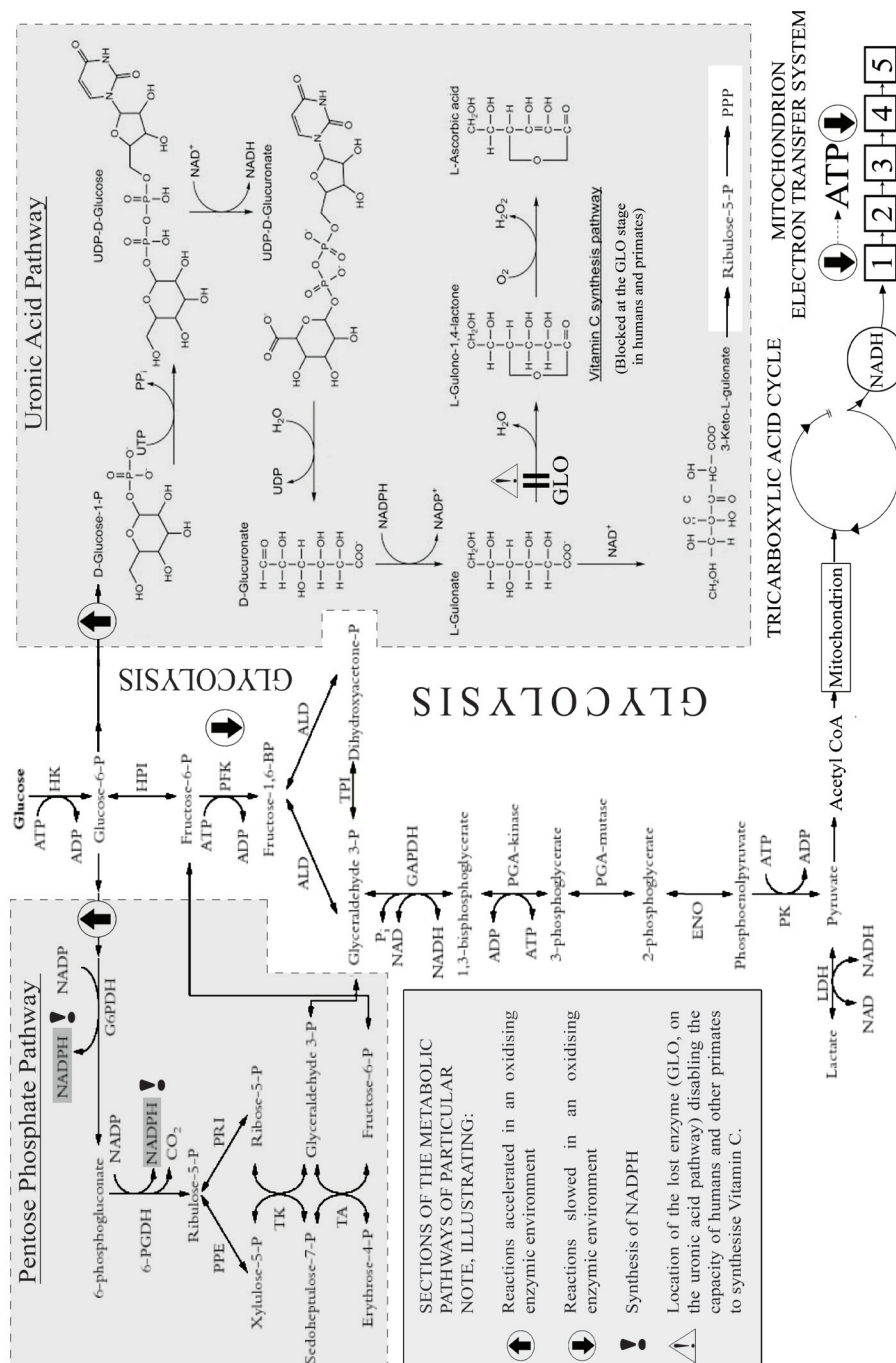 Pentose Phosphate Pathway
NADPH
NADP
G6PDH
6-phosphogluconate
NADP
NADPH
CO2
6-PGDH
Ribulose-5-P
PPE
PRI
Xylulose-5-P
Ribose-5-P
TK
Sedoheptulose-7-P
Glyceraldehyde 3-P
TA
Erythrose-4-P
Fructose-6-P
Glucose
ATP
HK
ADP
Glucose-6-P
HPI
Fructose-6-P
ATP
PFK
ADP
Fructose-1,6-BP
ALD
ALD
Glyceraldehyde 3-P
TPI
Dihydroxyacetone-P
GLYCOLYSIS
GLYCOLYSIS
Pi
NAD
GAPDH
NADH
1,3-bisphosphoglycerate
ADP
PGA-kinase
ATP
3-phosphoglycerate
PGA-mutase
2-phosphoglycerate
ENO
Phosphoenolpyruvate
ATP
PK
ADP
Lactate
LDH
Pyruvate
NAD
NADH
Acetyl CoA
Mitochondrion
TRICARBOXYLIC ACID CYCLE
NADH
MITOCHONDRION
ELECTRON TRANSFER SYSTEM
ATP
1 2 3 4 5
Uronic Acid Pathway
D-Glucose-1-P
UTP
PPi
UDP-D-Glucose
NAD+
NADH
UDP-D-Glucuronate
H2O
UDP
D-Glucuronate
NADPH
NADP+
L-Gulonate
H2O
GLO
L-Gulono-1,4-lactone
O2
H2O2
L-Ascorbic acid
Vitamin C synthesis pathway
(Blocked at the GLO stage
in humans and primates)
NAD+
3-Keto-L-gulonate
Ribulose-5-P
PPP
SECTIONS OF THE METABOLIC
PATHWAYS OF PARTICULAR
NOTE, ILLUSTRATING:
Reactions accelerated in an oxidising
enzymic environment
Reactions slowed in an oxidising
enzymic environment
Synthesis of NADPH
Location of the lost enzyme (GLO, on
the uronic acid pathway) disabling the
capacity of humans and other primates
to synthesise Vitamin C.